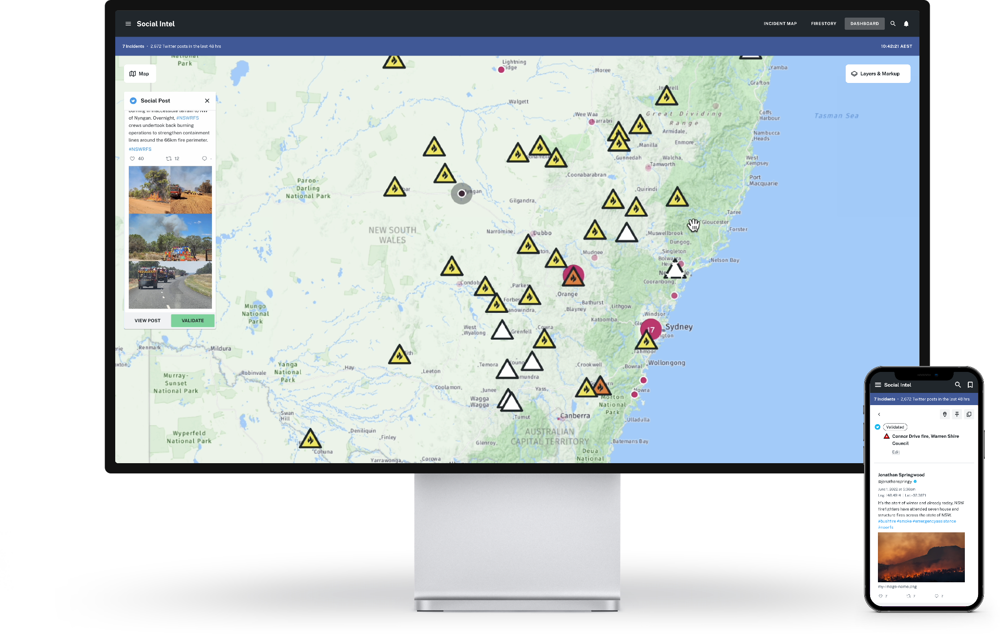 Social Intel
INCIDENT MAP
FIRESTORY
DASHBOARD
7 Incidents • 2,672 Twitter posts in the last 48 hrs
10:42:21 AEST
Map
Layers & Markup
Social Post
burning in inaccessible terrain to NW
of Nyngan. Overnight, #NSWRFS
crews undertook back burning
operations to strengthen containment
lines around the 66km fire perimeter.
#NSWRFS
40
12
-
VIEW POST
VALIDATE
National
Park
Lightning
Moree
Yamba
Grafton
Walgett
Wee Waa
Great Dividing
Range
Armidale
Coffs
Harbour
Tasman Sea
Nambucca
Heads
Manilla
Enmore
Gunnedah
Walcha
Tamworth
West
Kempsey
Coonabarabran
Port
Macquarie
Paroo-
Darling
National Park
Quirindi
Gilgandra
Taree
Gloucester
Forster
NEW SOUTH
WALES
Narromine
Dubbo
Muswellbrook
Dungog
Singleton
Mudgee
Nelson Bay
Cooranbong
Parkes
Orange
Bathurst
Lithgow
Blayney
Windsor
Katoomba
Sydney
17
Mungo
National
Park
West
Wyalong
Grenfell
Cowra
Tahmoor
Wollongong
Renmark
Mildura
Hay
Temora
Crookwell
Bowral
Yanga
National
Park
Robinvale
Leeton
Murray-
Sunset
National Park
Coolamon
Junee
Yass
Wagga
Wagga
Morton
National
Park
Swan
Hill
Tumut
Canberra
Ulladulla
Wyperfeld
National Park
Deniliquin
Finley
AUSTRALIAN
CAPITAL TERRITORY
Glenroy
Batemans Bay
Cohuna
Yarrawonga
Corowa
Deua
National
Social Intel
7 Incidents • 2,672 Twitter posts in the last 48 hrs
Validated
Connor Drive fire, Warren Shire
Council
Edit
Jonathan Springwood
@jonathanspringy
June 1, 2022 at 5:30pm
Lng: 148.4914 | Lat: -32.3871
It's the start of winter and already today, NSW
firefighters have attended seven house and
structure fires across the state of NSW.
#bushfire #smoke #emergencyassistance
#nswrfs
my-image-name.png
7
7
7